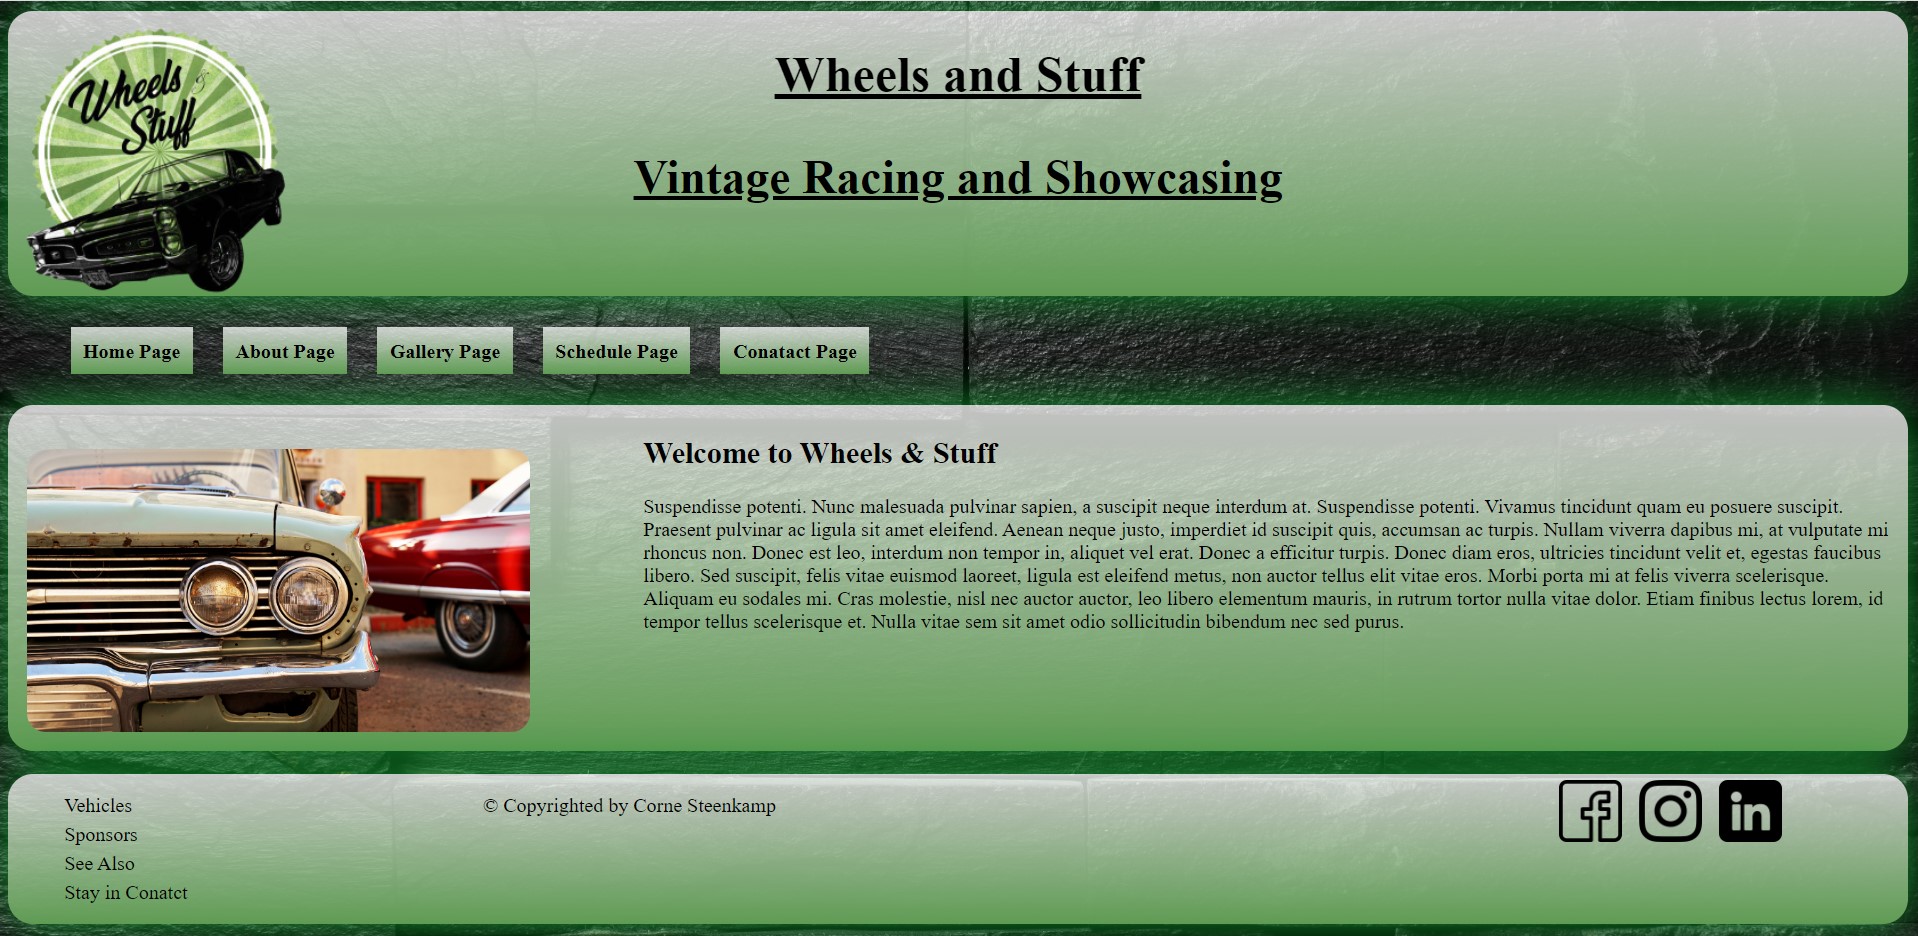 Wheels &
Stuff
Wheels and Stuff
Vintage Racing and Showcasing
Home Page
About Page
Gallery Page
Schedule Page
Conatact Page
Welcome to Wheels & Stuff
Suspendisse potenti. Nunc malesuada pulvinar sapien, a suscipit neque interdum at. Suspendisse potenti. Vivamus tincidunt quam eu posuere suscipit.
Praesent pulvinar ac ligula sit amet eleifend. Aenean neque justo, imperdiet id suscipit quis, accumsan ac turpis. Nullam viverra dapibus mi, at vulputate mi
rhoncus non. Donec est leo, interdum non tempor in, aliquet vel erat. Donec a efficitur turpis. Donec diam eros, ultricies tincidunt velit et, egestas faucibus
libero. Sed suscipit, felis vitae euismod laoreet, ligula est eleifend metus, non auctor tellus elit vitae eros. Morbi porta mi at felis viverra scelerisque.
Aliquam eu sodales mi. Cras molestie, nisl nec auctor auctor, leo libero elementum mauris, in rutrum tortor nulla vitae dolor. Etiam finibus lectus lorem, id
tempor tellus scelerisque et. Nulla vitae sem sit amet odio sollicitudin bibendum nec sed purus.
Vehicles
Sponsors
See Also
Stay in Conatct
© Copyrighted by Corne Steenkamp
in